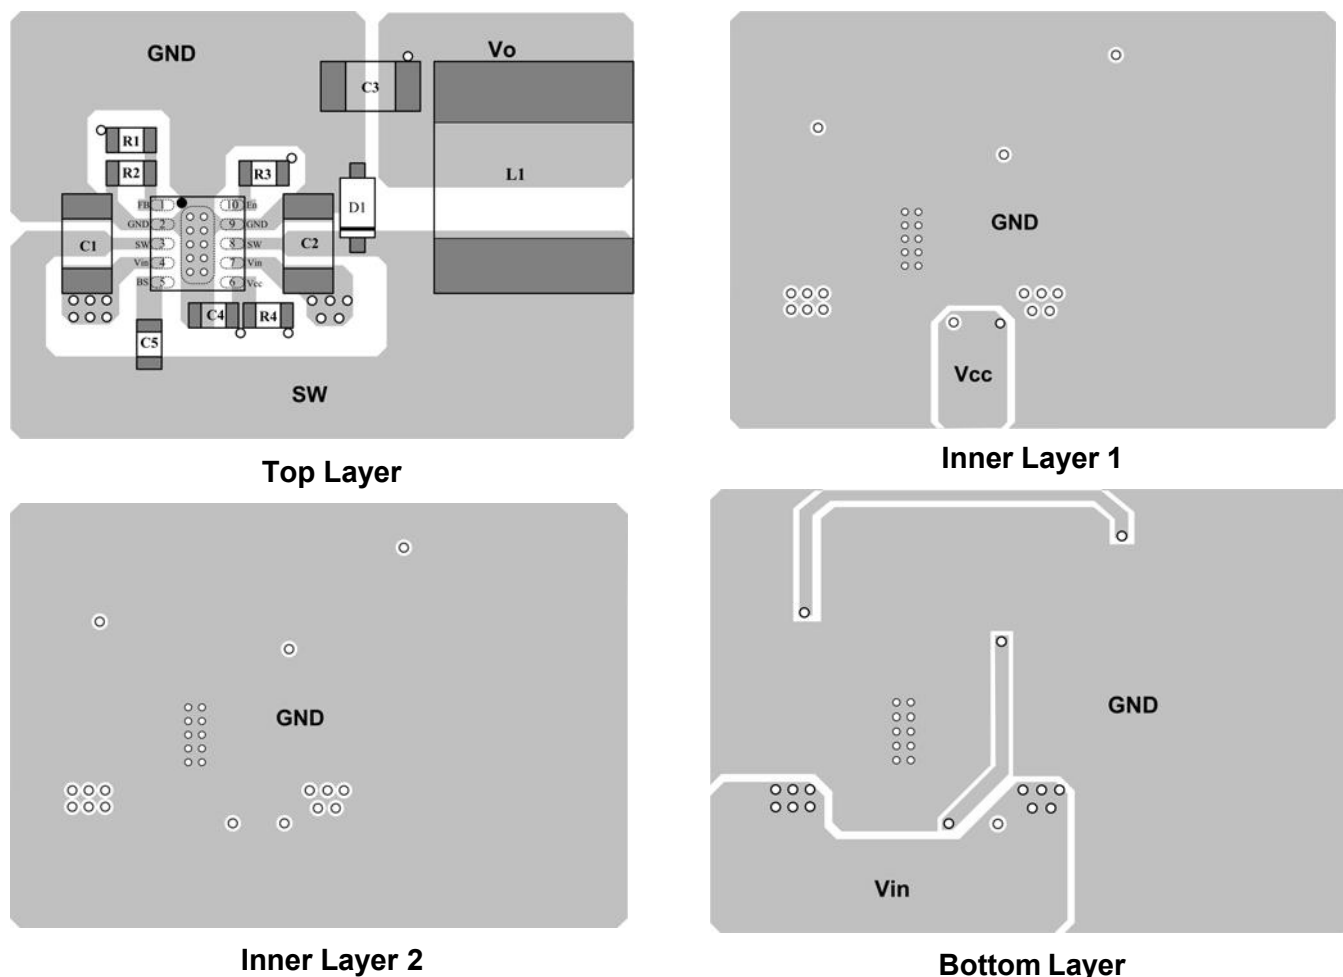 GND
Vo
C3
R1
R2
R3
L1
D1
FB 1
10 En
GND 2
9 GND
C1
SW 3
8 SW
C2
Vin 4
7 Vin
BS 5
6 Vcc
C4
R4
C5
SW
Top Layer
GND
Vcc
Inner Layer 1
GND
Inner Layer 2
GND
Vin
Bottom Layer